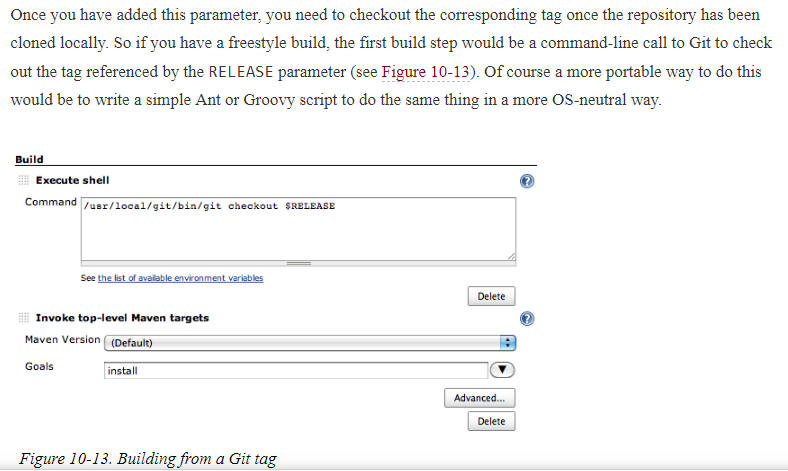 Once you have added this parameter, you need to checkout the corresponding tag once the repository has been
cloned locally. So if you have a freestyle build, the first build step would be a command-line call to Git to check
out the tag referenced by the RELEASE parameter (see Figure 10-13). Of course a more portable way to do this
would be to write a simple Ant or Groovy script to do the same thing in a more OS-neutral way.
Build
Execute shell
Command /usr/local/git/bin/git checkout $RELEASE
See the list of available environment variables
Delete
Invoke top-level Maven targets
Maven Version (Default)
Goals install
Advanced...
Delete
Figure 10-13. Building from a Git tag